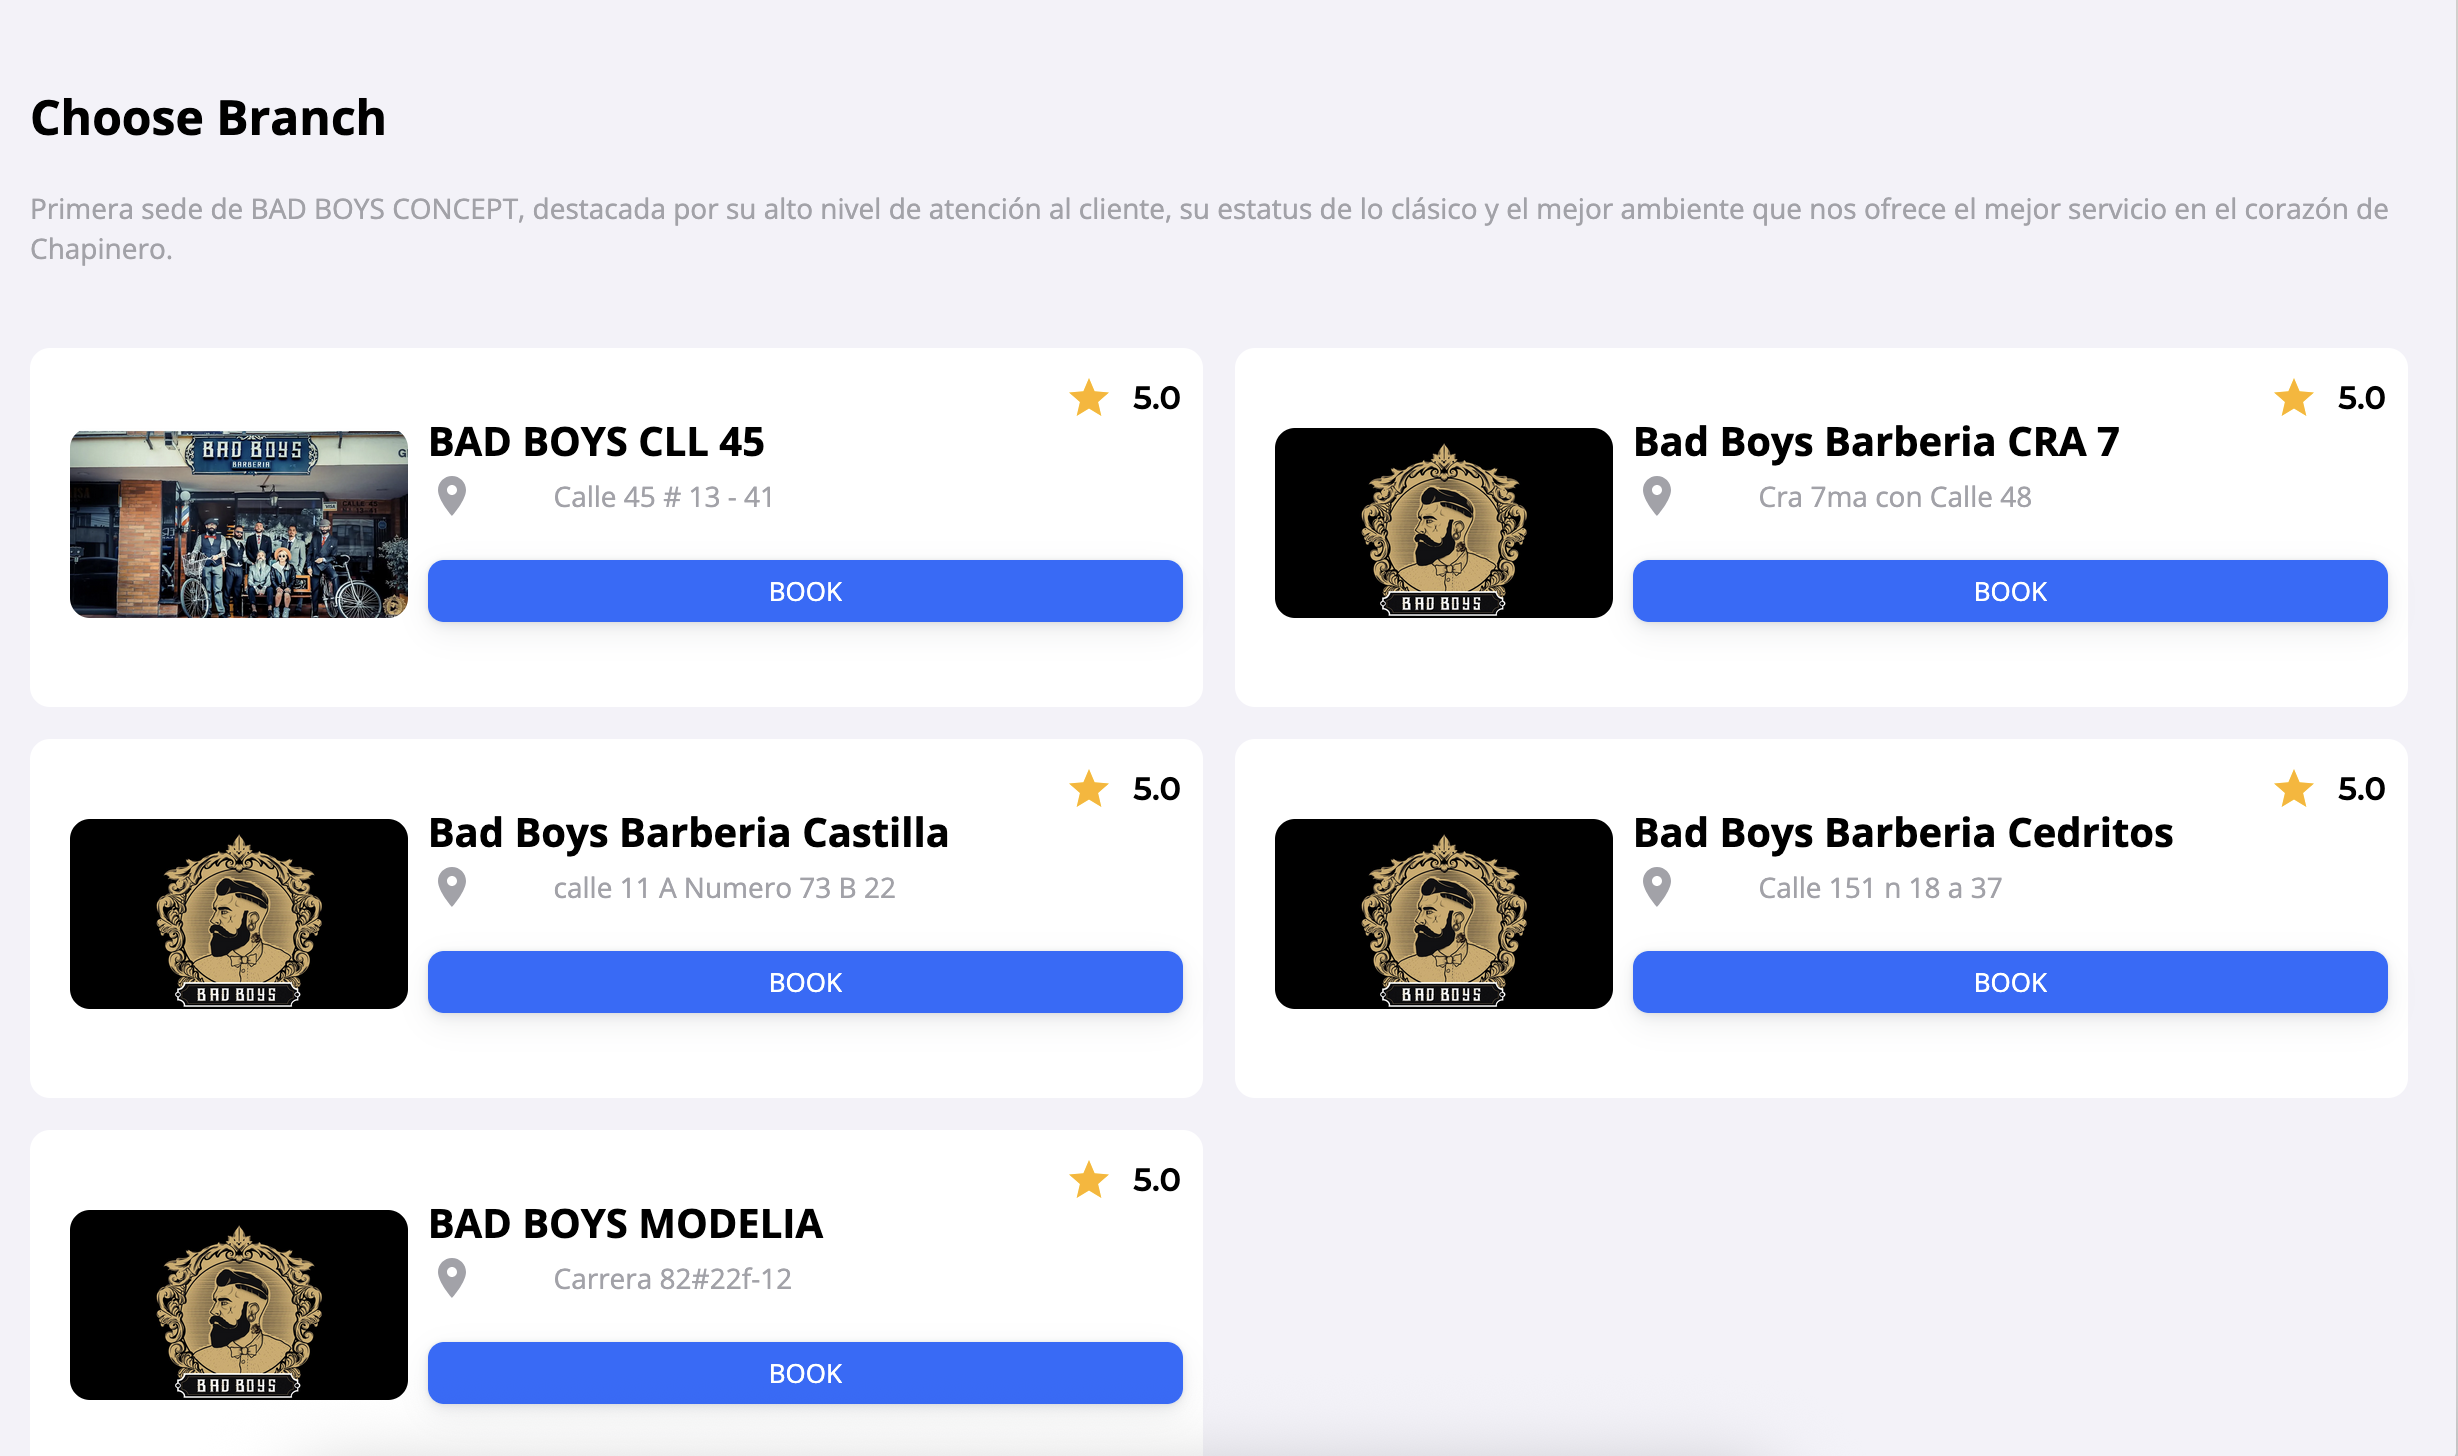 Choose Branch
Primera sede de BAD BOYS CONCEPT, destacada por su alto nivel de atención al cliente, su estatus de lo clásico y el mejor ambiente que nos ofrece el mejor servicio en el corazón de
Chapinero.
5.0
BAD BOYS
BARBERIA
BAD BOYS CLL 45
Calle 45 # 13 - 41
BOOK
5.0
BAD BOYS
Bad Boys Barberia CRA 7
Cra 7ma con Calle 48
BOOK
5.0
BAD BOYS
Bad Boys Barberia Castilla
calle 11 A Numero 73 B 22
BOOK
5.0
BAD BOYS
Bad Boys Barberia Cedritos
Calle 151 n 18 a 37
BOOK
5.0
BAD BOYS
BAD BOYS MODELIA
Carrera 82#22f-12
BOOK